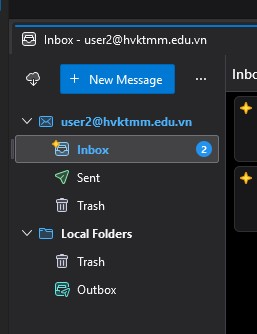 Inbox - user2@hvktmm.edu.vn
+ New Message
...
Inbo
user2@hvktmm.edu.vn
Inbox 2
Sent
Trash
Local Folders
Trash
Outbox